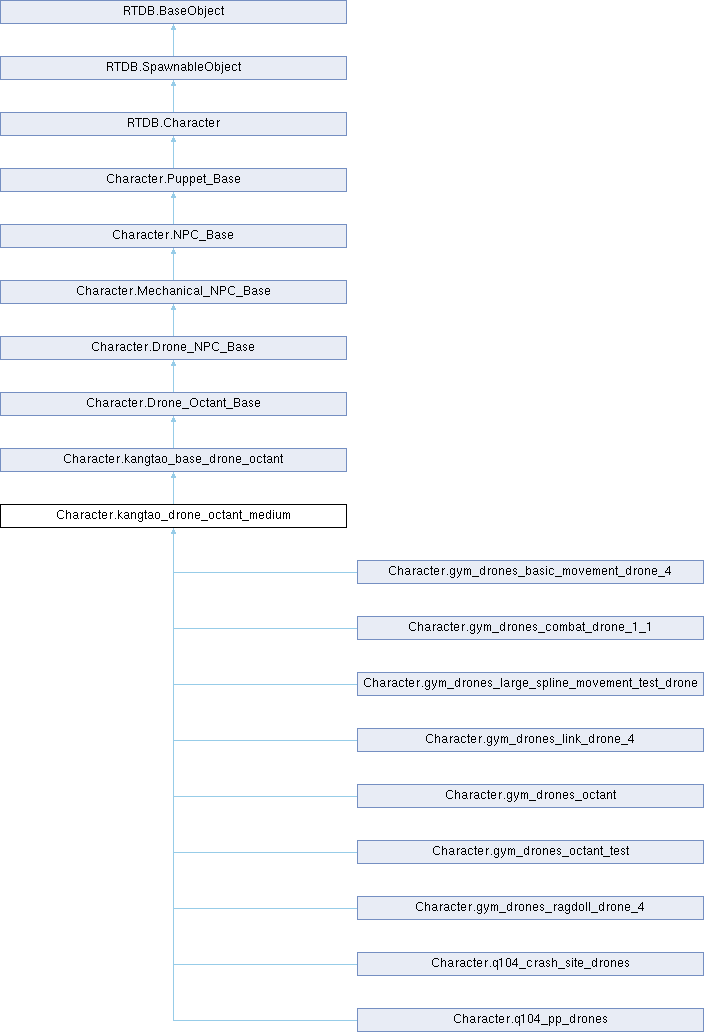 RTDB.BaseObject
RTDB.SpawnableObject
RTDB.Character
Character.Puppet_Base
Character.NPC_Base
Character.Mechanical_NPC_Base
Character.Drone_NPC_Base
Character.Drone_Octant_Base
Character.kangtao_base_drone_octant
Character.kangtao_drone_octant_medium
Character.gym_drones_basic_movement_drone_4
Character.gym_drones_combat_drone_1_1
Character.gym_drones_large_spline_movement_test_drone
Character.gym_drones_link_drone_4
Character.gym_drones_octant
Character.gym_drones_octant_test
Character.gym_drones_ragdoll_drone_4
Character.q104_crash_site_drones
Character.q104_pp_drones